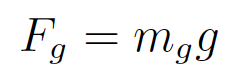 $F_g = m_g g$